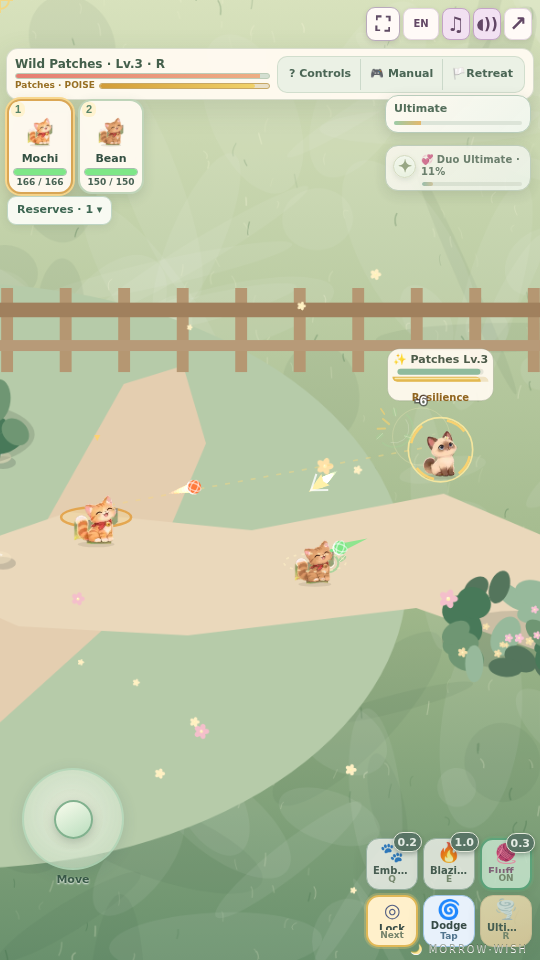 EN
Wild Patches · Lv.3 · R
Patches · POISE
? Controls
🎮 Manual
🏳️Retreat
1
Mochi
166 / 166
2
Bean
150 / 150
Ultimate
💞 Duo Ultimate ·
11%
Reserves · 1 ▾
✨ Patches Lv.3
Resilience
-6
Move
0.2
Emb…
Q
1.0
Blazi…
E
0.3
Fluff
ON
Lock
Next
Dodge
Tap
Ulti…
R
🌙 MORROW-WISH